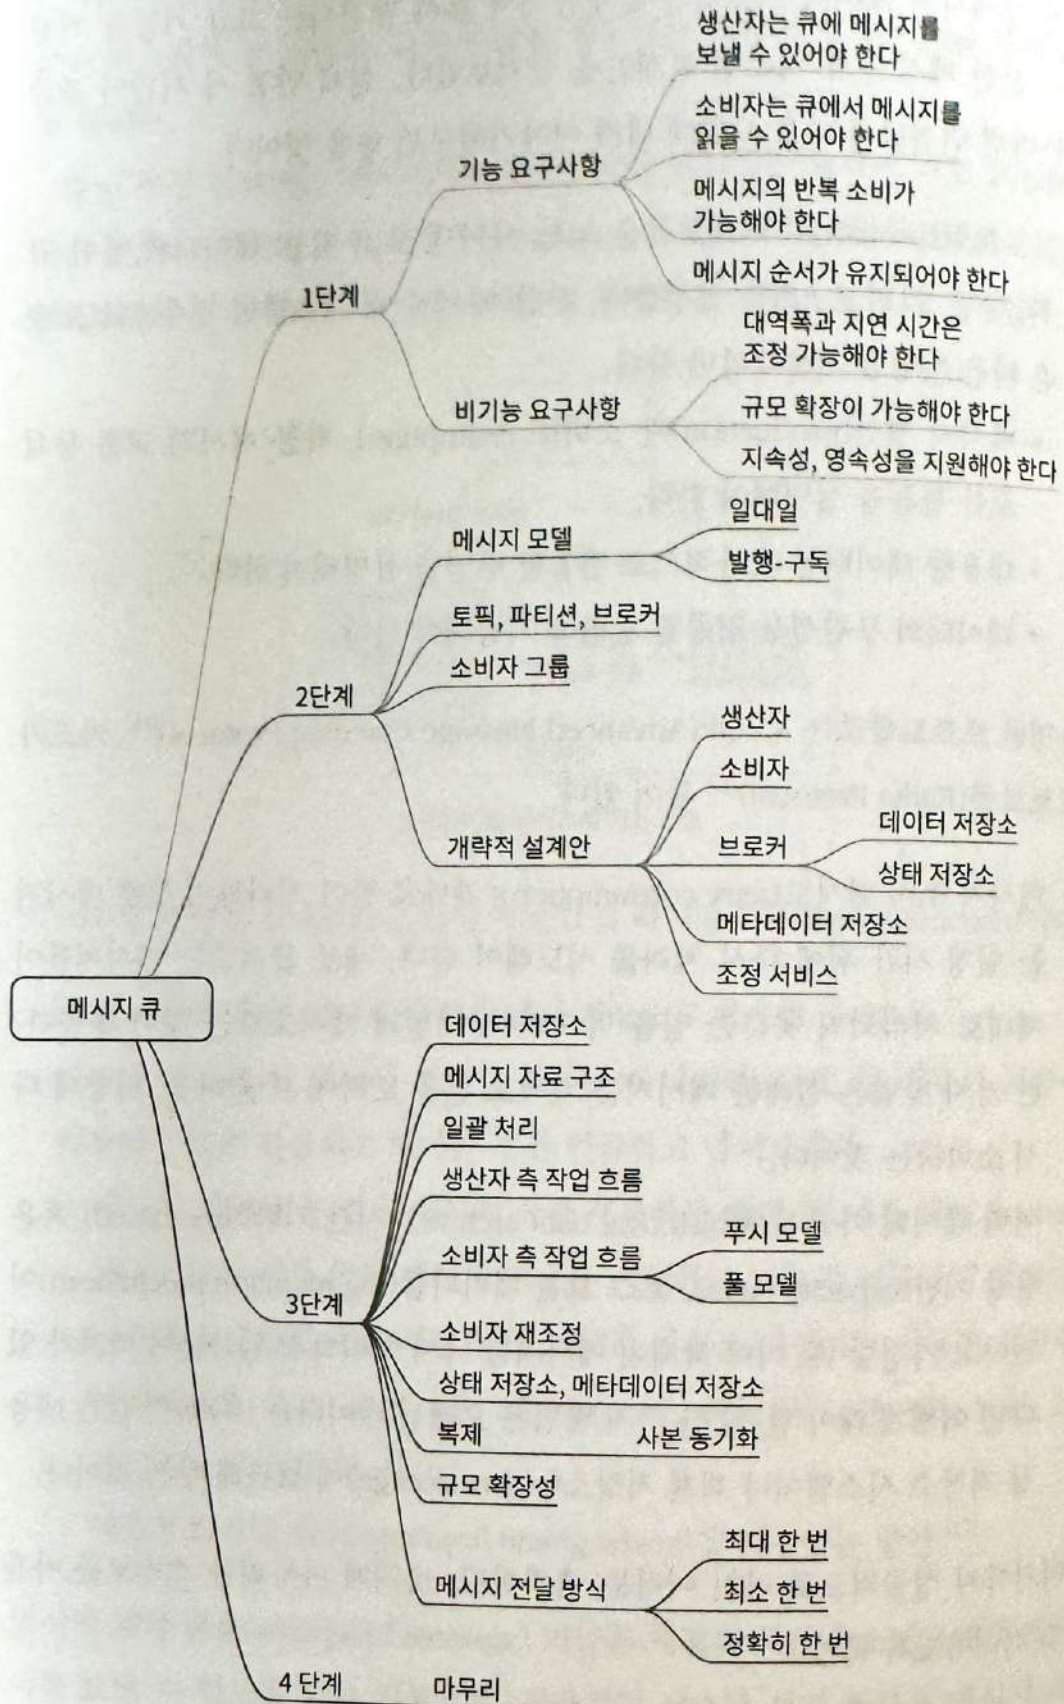 생산자는 큐에 메시지를
보낼 수 있어야 한다
소비자는 큐에서 메시지를
읽을 수 있어야 한다
기능 요구사항
메시지의 반복 소비가
가능해야 한다
메시지 순서가 유지되어야 한다
1단계
대역폭과 지연 시간은
조정 가능해야 한다
비기능 요구사항
규모 확장이 가능해야 한다
지속성, 영속성을 지원해야 한다
메시지 모델
일대일
발행-구독
토픽, 파티션, 브로커
소비자 그룹
2단계
생산자
소비자
개략적 설계안
브로커
데이터 저장소
상태 저장소
메타데이터 저장소
조정 서비스
메시지 큐
데이터 저장소
메시지 자료 구조
일괄 처리
생산자 측 작업 흐름
소비자 측 작업 흐름
푸시 모델
풀 모델
3단계
소비자 재조정
상태 저장소, 메타데이터 저장소
복제
사본 동기화
규모 확장성
메시지 전달 방식
최대 한 번
최소 한 번
정확히 한 번
4 단계
마무리